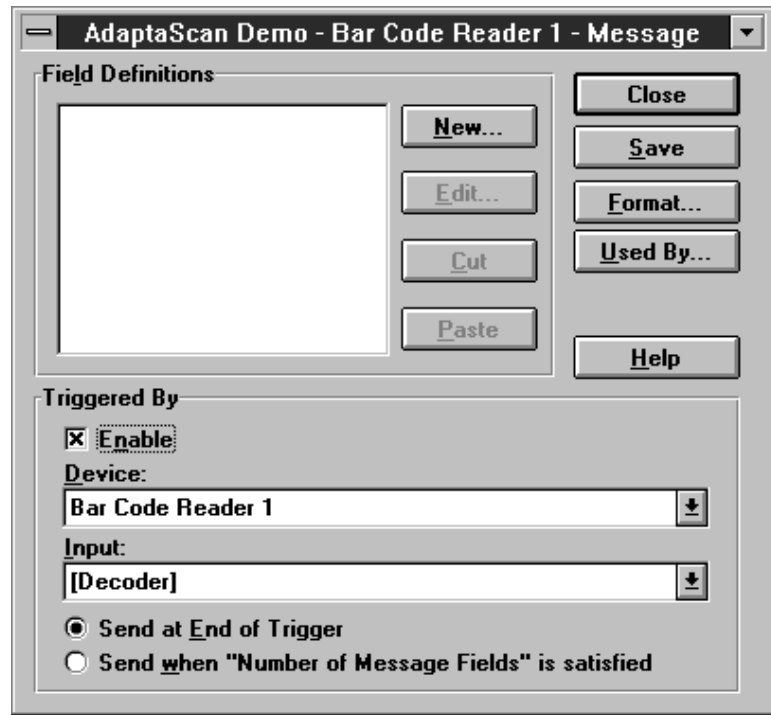 AdaptaScan Demo - Bar Code Reader 1 - Message
Field Definitions
New...
Edit...
Cut
Paste
Close
Save
Format...
Used By...
Help
Triggered By
Enable
Device:
Bar Code Reader 1
Input:
[Decoder]
Send at End of Trigger
Send when "Number of Message Fields" is satisfied